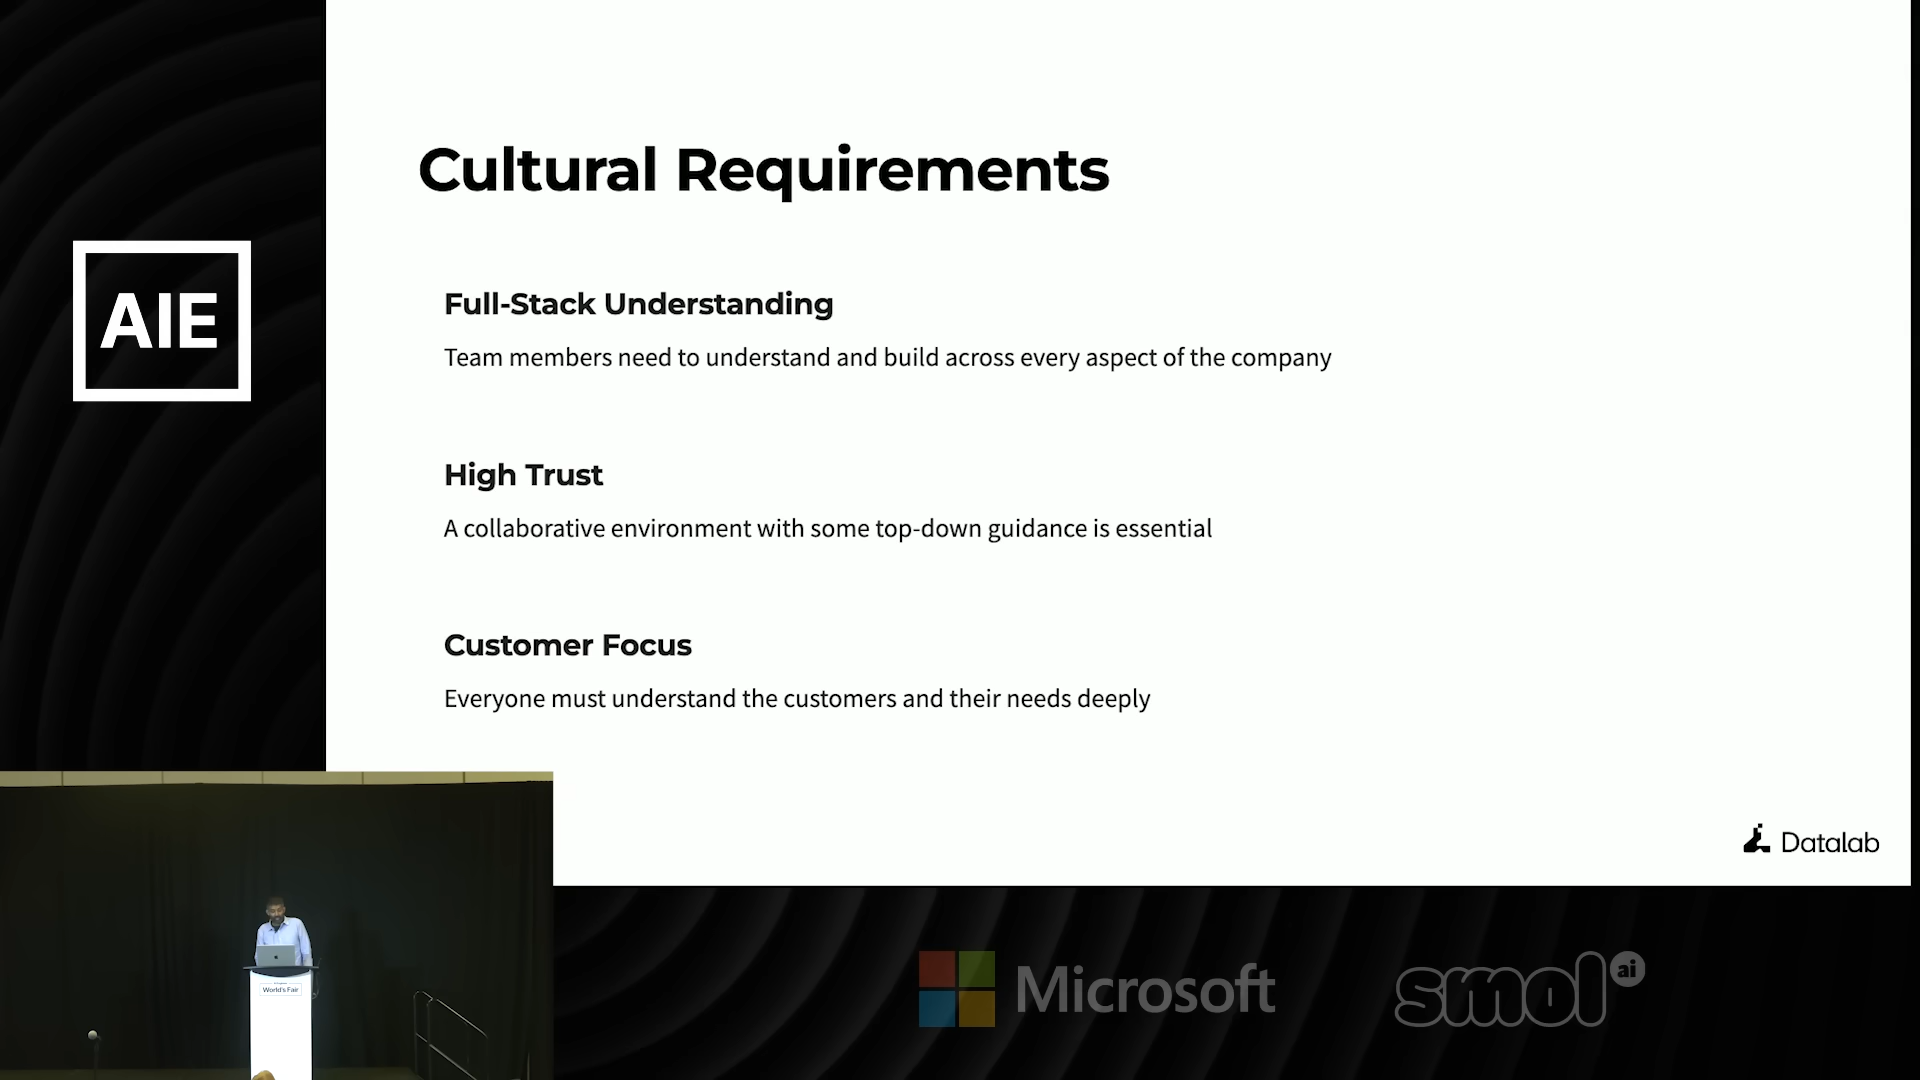 AIE
Cultural Requirements
Full-Stack Understanding
Team members need to understand and build across every aspect of the company
High Trust
A collaborative environment with some top-down guidance is essential
Customer Focus
Everyone must understand the customers and their needs deeply
Datalab
World's Fair
Microsoft
smol ai